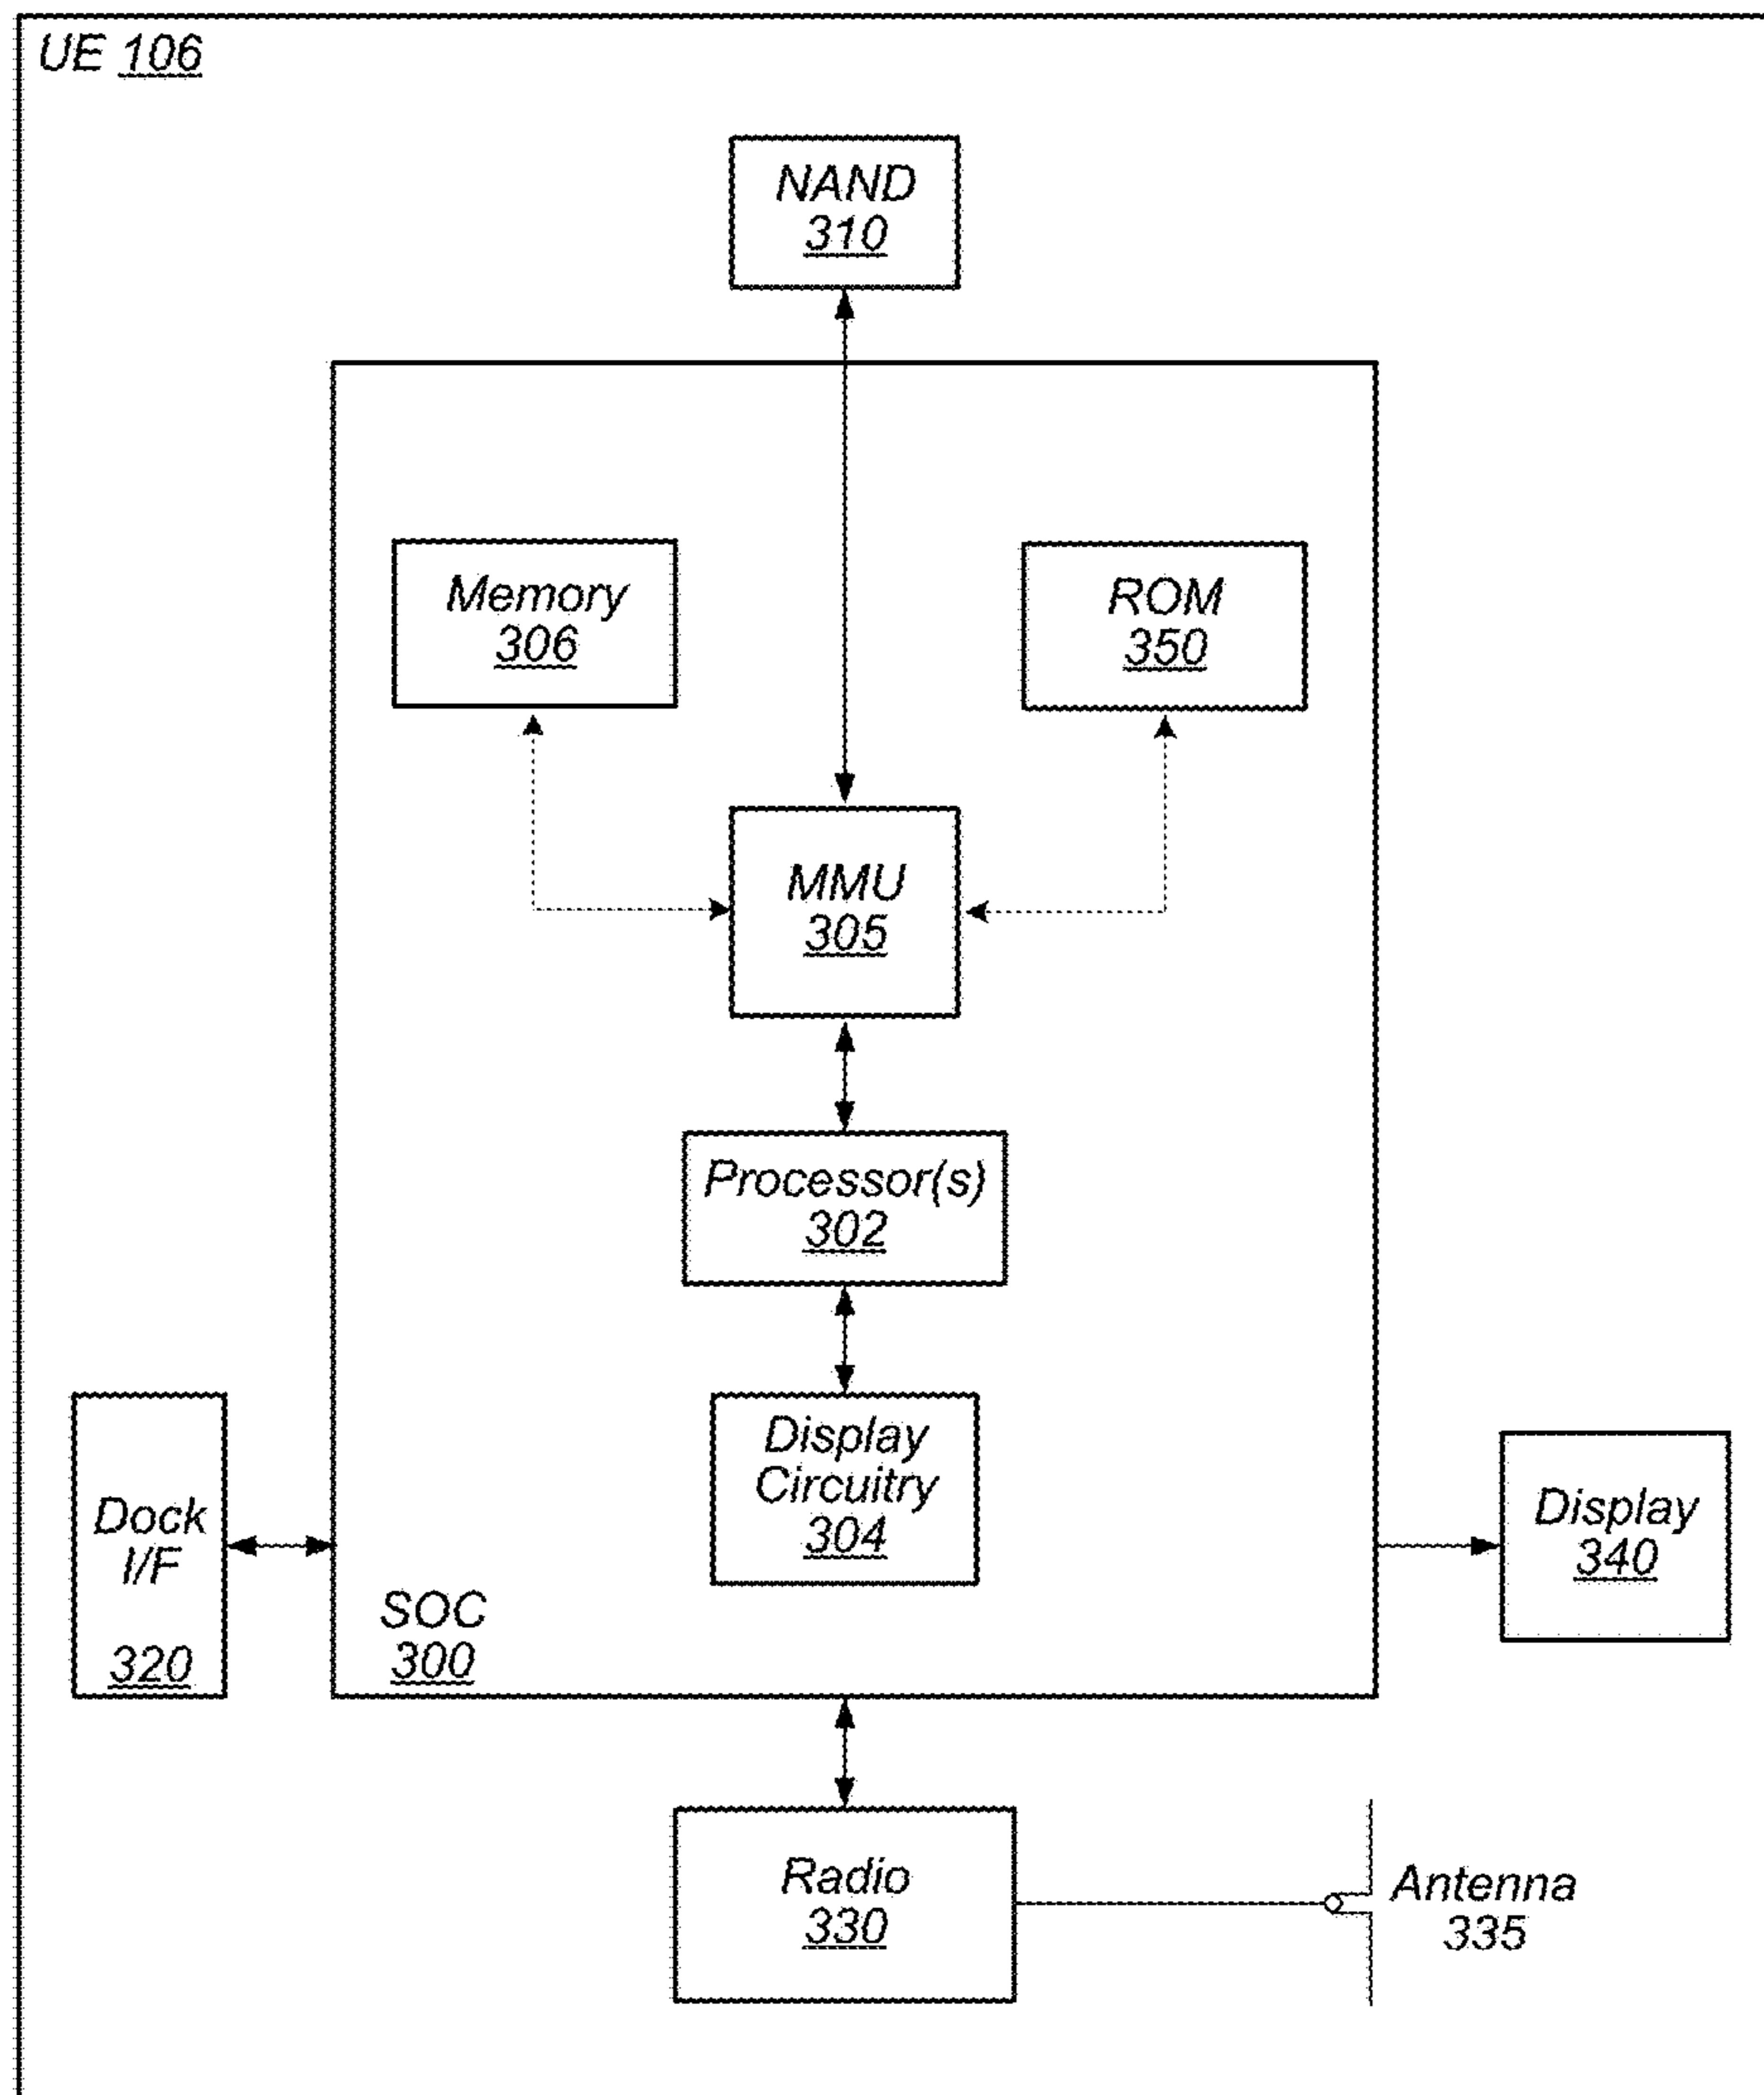 UE 106
NAND
310
Memory
306
ROM
350
MMU
305
Processor(s)
302
Display
Circuitry
304
Dock
I/F
320
SOC
300
Display
340
Radio
330
Antenna
335